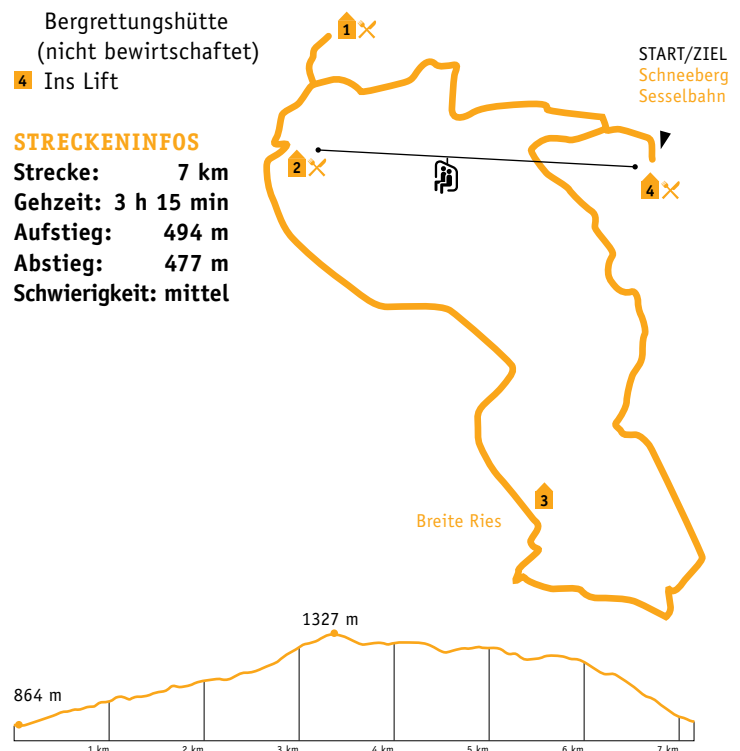 Bergrettungshütte
(nicht bewirtschaftet)
4 Ins Lift
STRECKENINFOS
Strecke: 7 km
Gehzeit: 3 h 15 min
Aufstieg: 494 m
Abstieg: 477 m
Schwierigkeit: mittel
1
START/ZIEL
Schneeberg
Sesselbahn
2
4
3
Breite Ries
1327 m
864 m
1 km 2 km 3 km 4 km 5 km 6 km 7 km